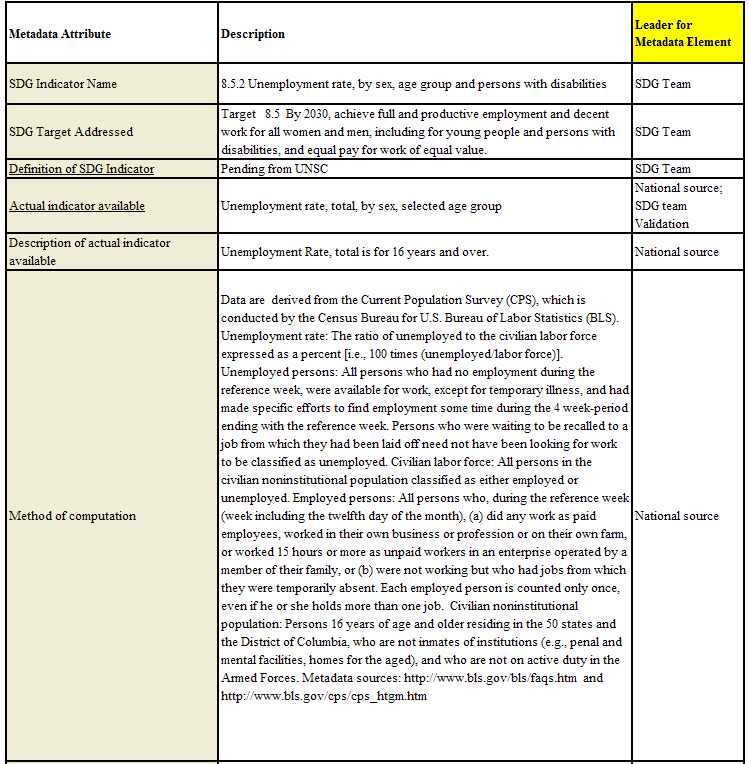 Metadata Attribute
Description
Leader for
Metadata Element
SDG Indicator Name
8.5.2 Unemployment rate, by sex, age group and persons with disabilities
SDG Team
SDG Target Addressed
Target   8.5  By 2030, achieve full and productive employment and decent
work for all women and men, including for young people and persons with
disabilities, and equal pay for work of equal value.
SDG Team
Definition of SDG Indicator
Pending from UNSC
SDG Team
Actual indicator available
Unemployment rate, total, by sex, selected age group
National source;
SDG team
Validation
Description of actual indicator
available
Unemployment Rate, total is for 16 years and over.
National source
Method of computation
Data are  derived from the Current Population Survey (CPS), which is
conducted by the Census Bureau for U.S. Bureau of Labor Statistics (BLS).
Unemployment rate: The ratio of unemployed to the civilian labor force
expressed as a percent [i.e., 100 times (unemployed/labor force)].
Unemployed persons: All persons who had no employment during the
reference week, were available for work, except for temporary illness, and had
made specific efforts to find employment some time during the 4 week-period
ending with the reference week. Persons who were waiting to be recalled to a
job from which they had been laid off need not have been looking for work
to be classified as unemployed. Civilian labor force: All persons in the
civilian noninstitutional population classified as either employed or
unemployed. Employed persons: All persons who, during the reference week
(week including the twelfth day of the month), (a) did any work as paid
employees, worked in their own business or profession or on their own farm,
or worked 15 hours or more as unpaid workers in an enterprise operated by a
member of their family, or (b) were not working but who had jobs from which
they were temporarily absent. Each employed person is counted only once,
even if he or she holds more than one job.  Civilian noninstitutional
population: Persons 16 years of age and older residing in the 50 states and
the District of Columbia, who are not inmates of institutions (e.g., penal and
mental facilities, homes for the aged), and who are not on active duty in the
Armed Forces. Metadata sources: http://www.bls.gov/bls/faqs.htm  and
http://www.bls.gov/cps/cps_htgm.htm
National source